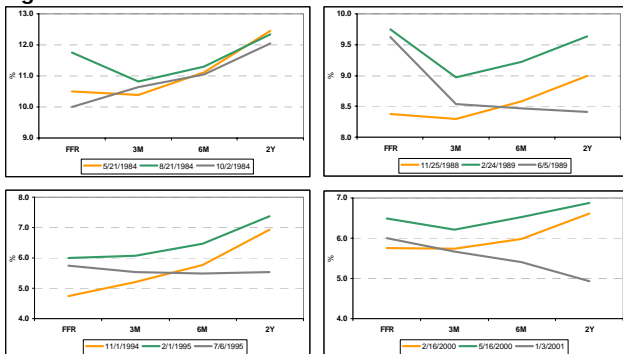 13.0
12.0
11.0
10.0
9.0
%
FFR 3M 6M 2Y
5/21/1984 8/21/1984 10/2/1984
10.0
9.5
9.0
8.5
8.0
%
FFR 3M 6M 2Y
11/25/1988 2/24/1989 6/5/1989
8.0
7.0
6.0
5.0
4.0
%
FFR 3M 6M 2Y
11/1/1994 2/1/1995 7/6/1995
7.0
6.0
5.0
4.0
%
FFR 3M 6M 2Y
2/16/2000 5/16/2000 1/3/2001